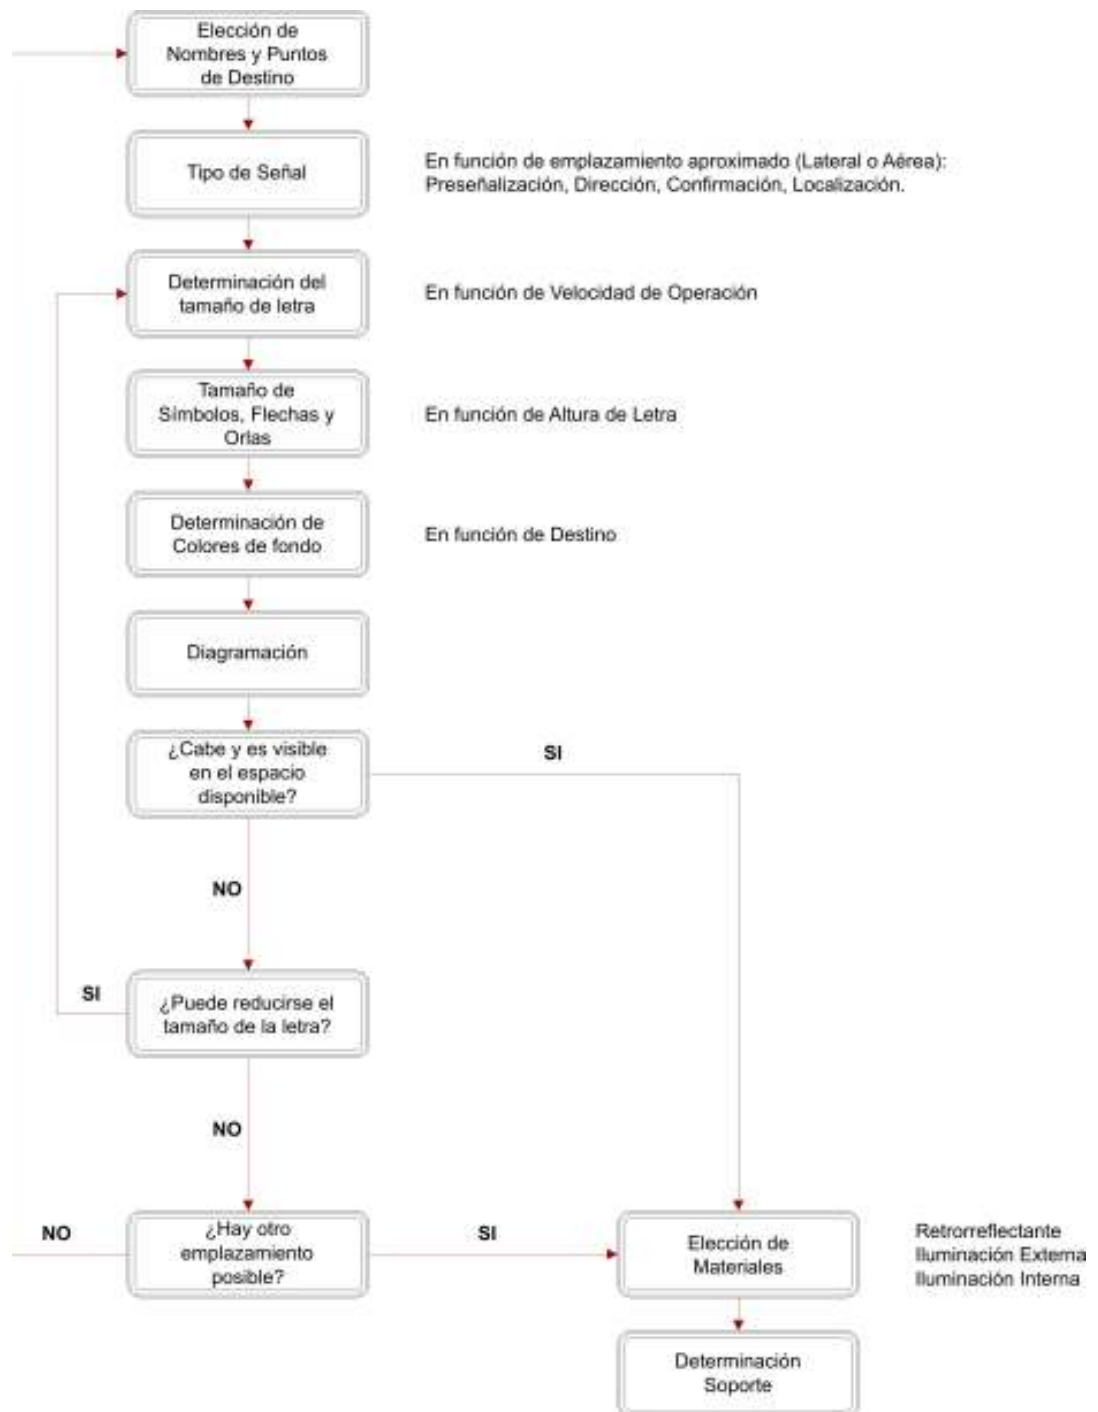 Elección de
Nombres y Puntos
de Destino
Tipo de Señal
En función de emplazamiento aproximado (Lateral o Aérea):
Preseñalización, Dirección, Confirmación, Localización.
Determinación del
tamaño de letra
En función de Velocidad de Operación
Tamaño de
Símbolos, Flechas y
Orlas
En función de Altura de Letra
Determinación de
Colores de fondo
En función de Destino
Diagramación
¿Cabe y es visible
en el espacio
disponible?
SI
NO
SI
¿Puede reducirse el
tamaño de la letra?
NO
NO
¿Hay otro
emplazamiento
posible?
SI
Elección de
Materiales
Retrorreflectante
Iluminación Externa
Iluminación Interna
Determinación
Soporte